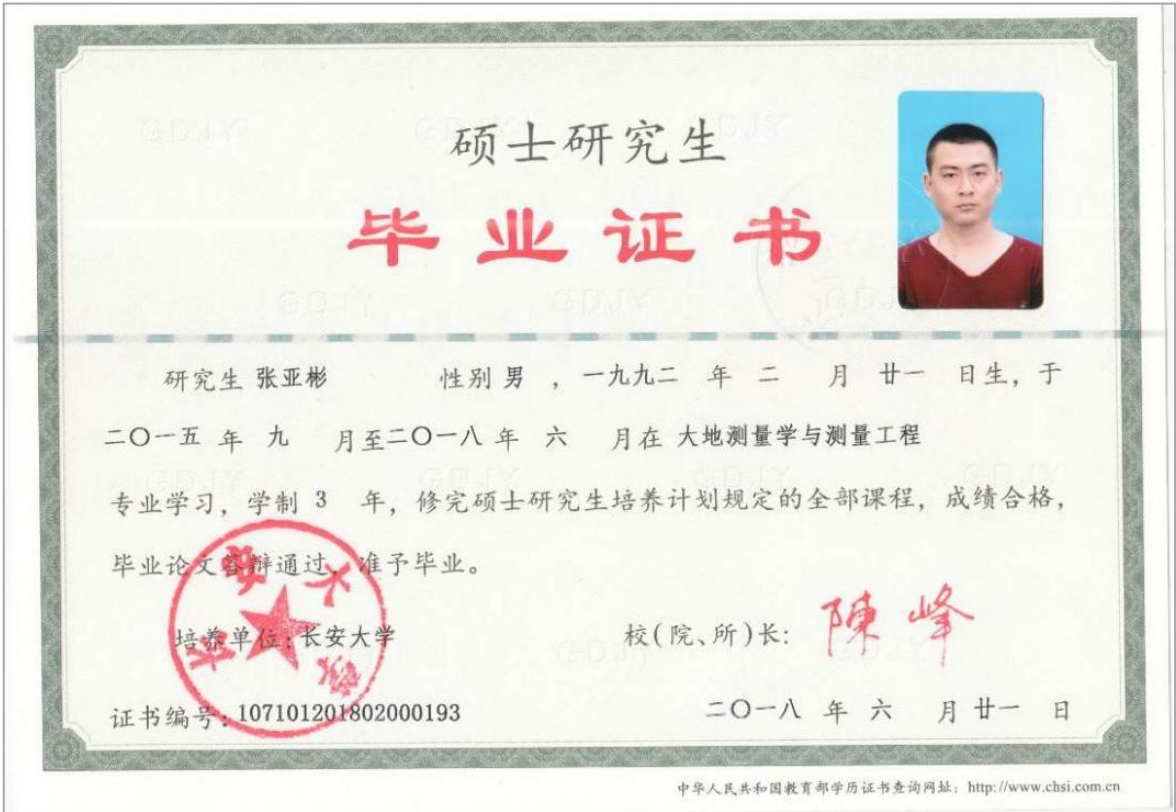 硕士研究生
毕业证书
研究生 张亚彬 性别 男 ，一九九二 年 二 月 廿一 日生，于
二〇一五 年 九 月至二〇一八 年 六 月在 大地测量学与测量工程
专业学习，学制 3 年，修完硕士研究生培养计划规定的全部课程，成绩合格，
毕业论文答辩通过，准予毕业。
培养单位：长安大学 校(院、所)长: 陳峰
证书编号：107101201802000193 二〇一八 年 六 月 廿一 日
中华人民共和国教育部学历证书查询网址：http://www.chsi.com.cn